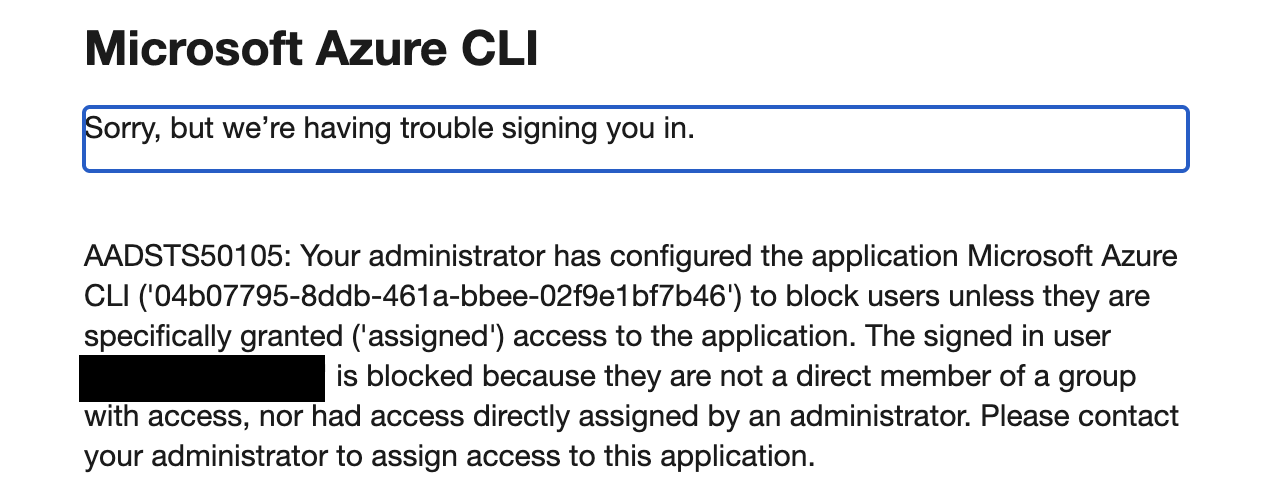 Microsoft Azure CLI
Sorry, but we’re having trouble signing you in.
AADSTS50105: Your administrator has configured the application Microsoft Azure
CLI ('04b07795-8ddb-461a-bbee-02f9e1bf7b46') to block users unless they are
specifically granted ('assigned') access to the application. The signed in user
is blocked because they are not a direct member of a group
with access, nor had access directly assigned by an administrator. Please contact
your administrator to assign access to this application.